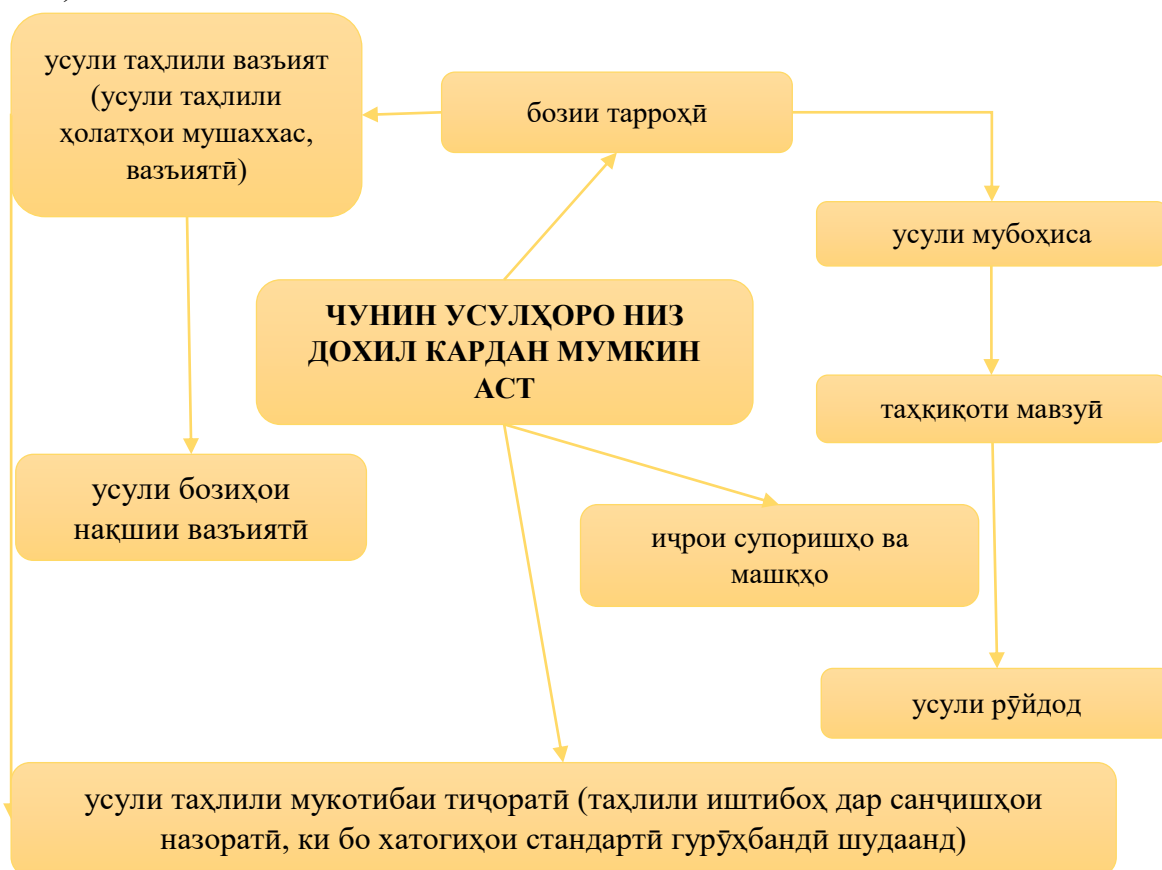 усули таҳлили вазъият
(усули таҳлили
ҳолатҳои мушаххас,
вазъиятӣ)
бозии тарроҳӣ
усули мубоҳиса
ЧУНИН УСУЛҲОРО НИЗ
ДОХИЛ КАРДАН МУМКИН
АСТ
таҳқиқоти мавзуӣ
усули бозиҳои
нақшии вазъиятӣ
иҷрои супоришҳо ва
машқҳо
усули рӯйдод
усули таҳлили мукотибаи тиҷоратӣ (таҳлили иштибоҳ дар санҷишҳои
назоратӣ, ки бо хатогиҳои стандартӣ гурӯҳбандӣ шудаанд)